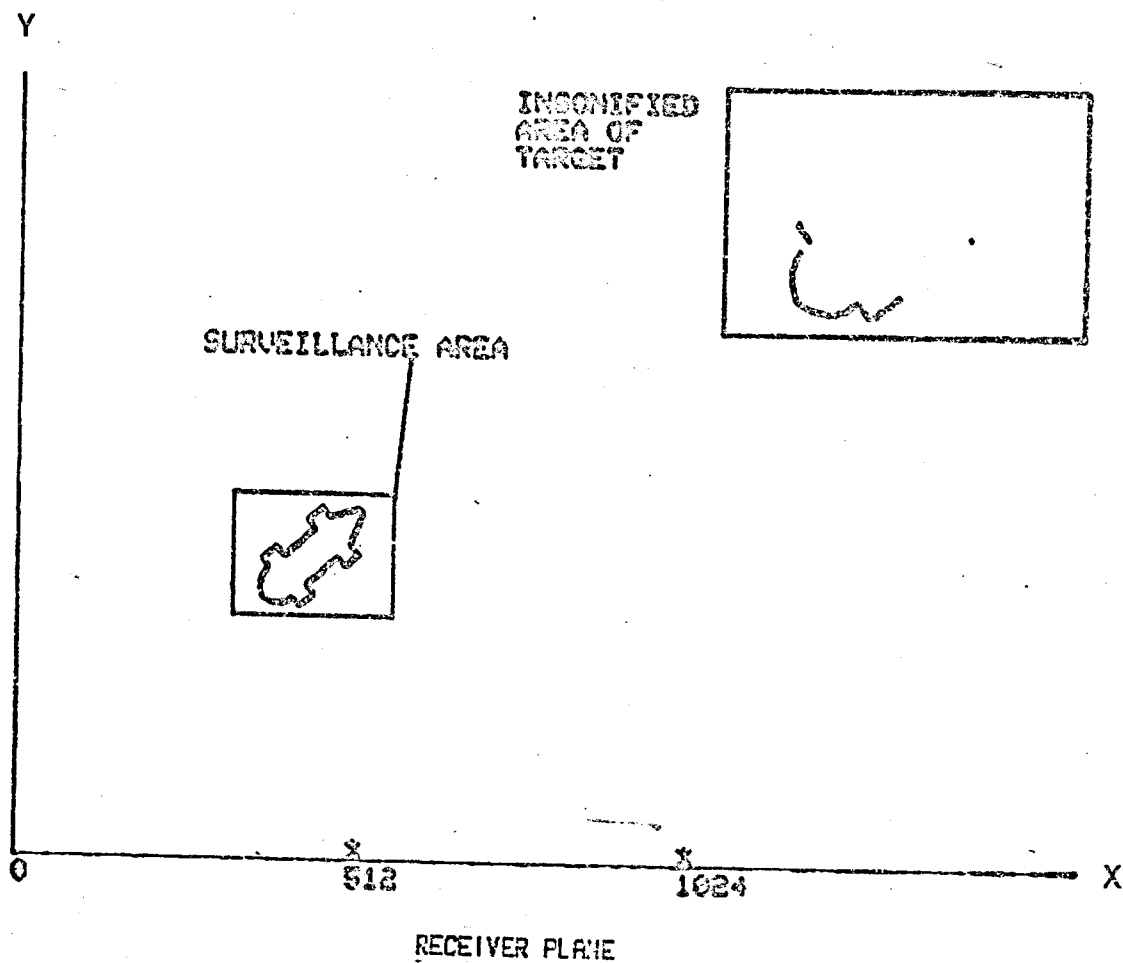 Y
INSONIFIED
AREA OF
TARGET
SURVEILLANCE AREA
0
512
1024
X
RECEIVER PLANE